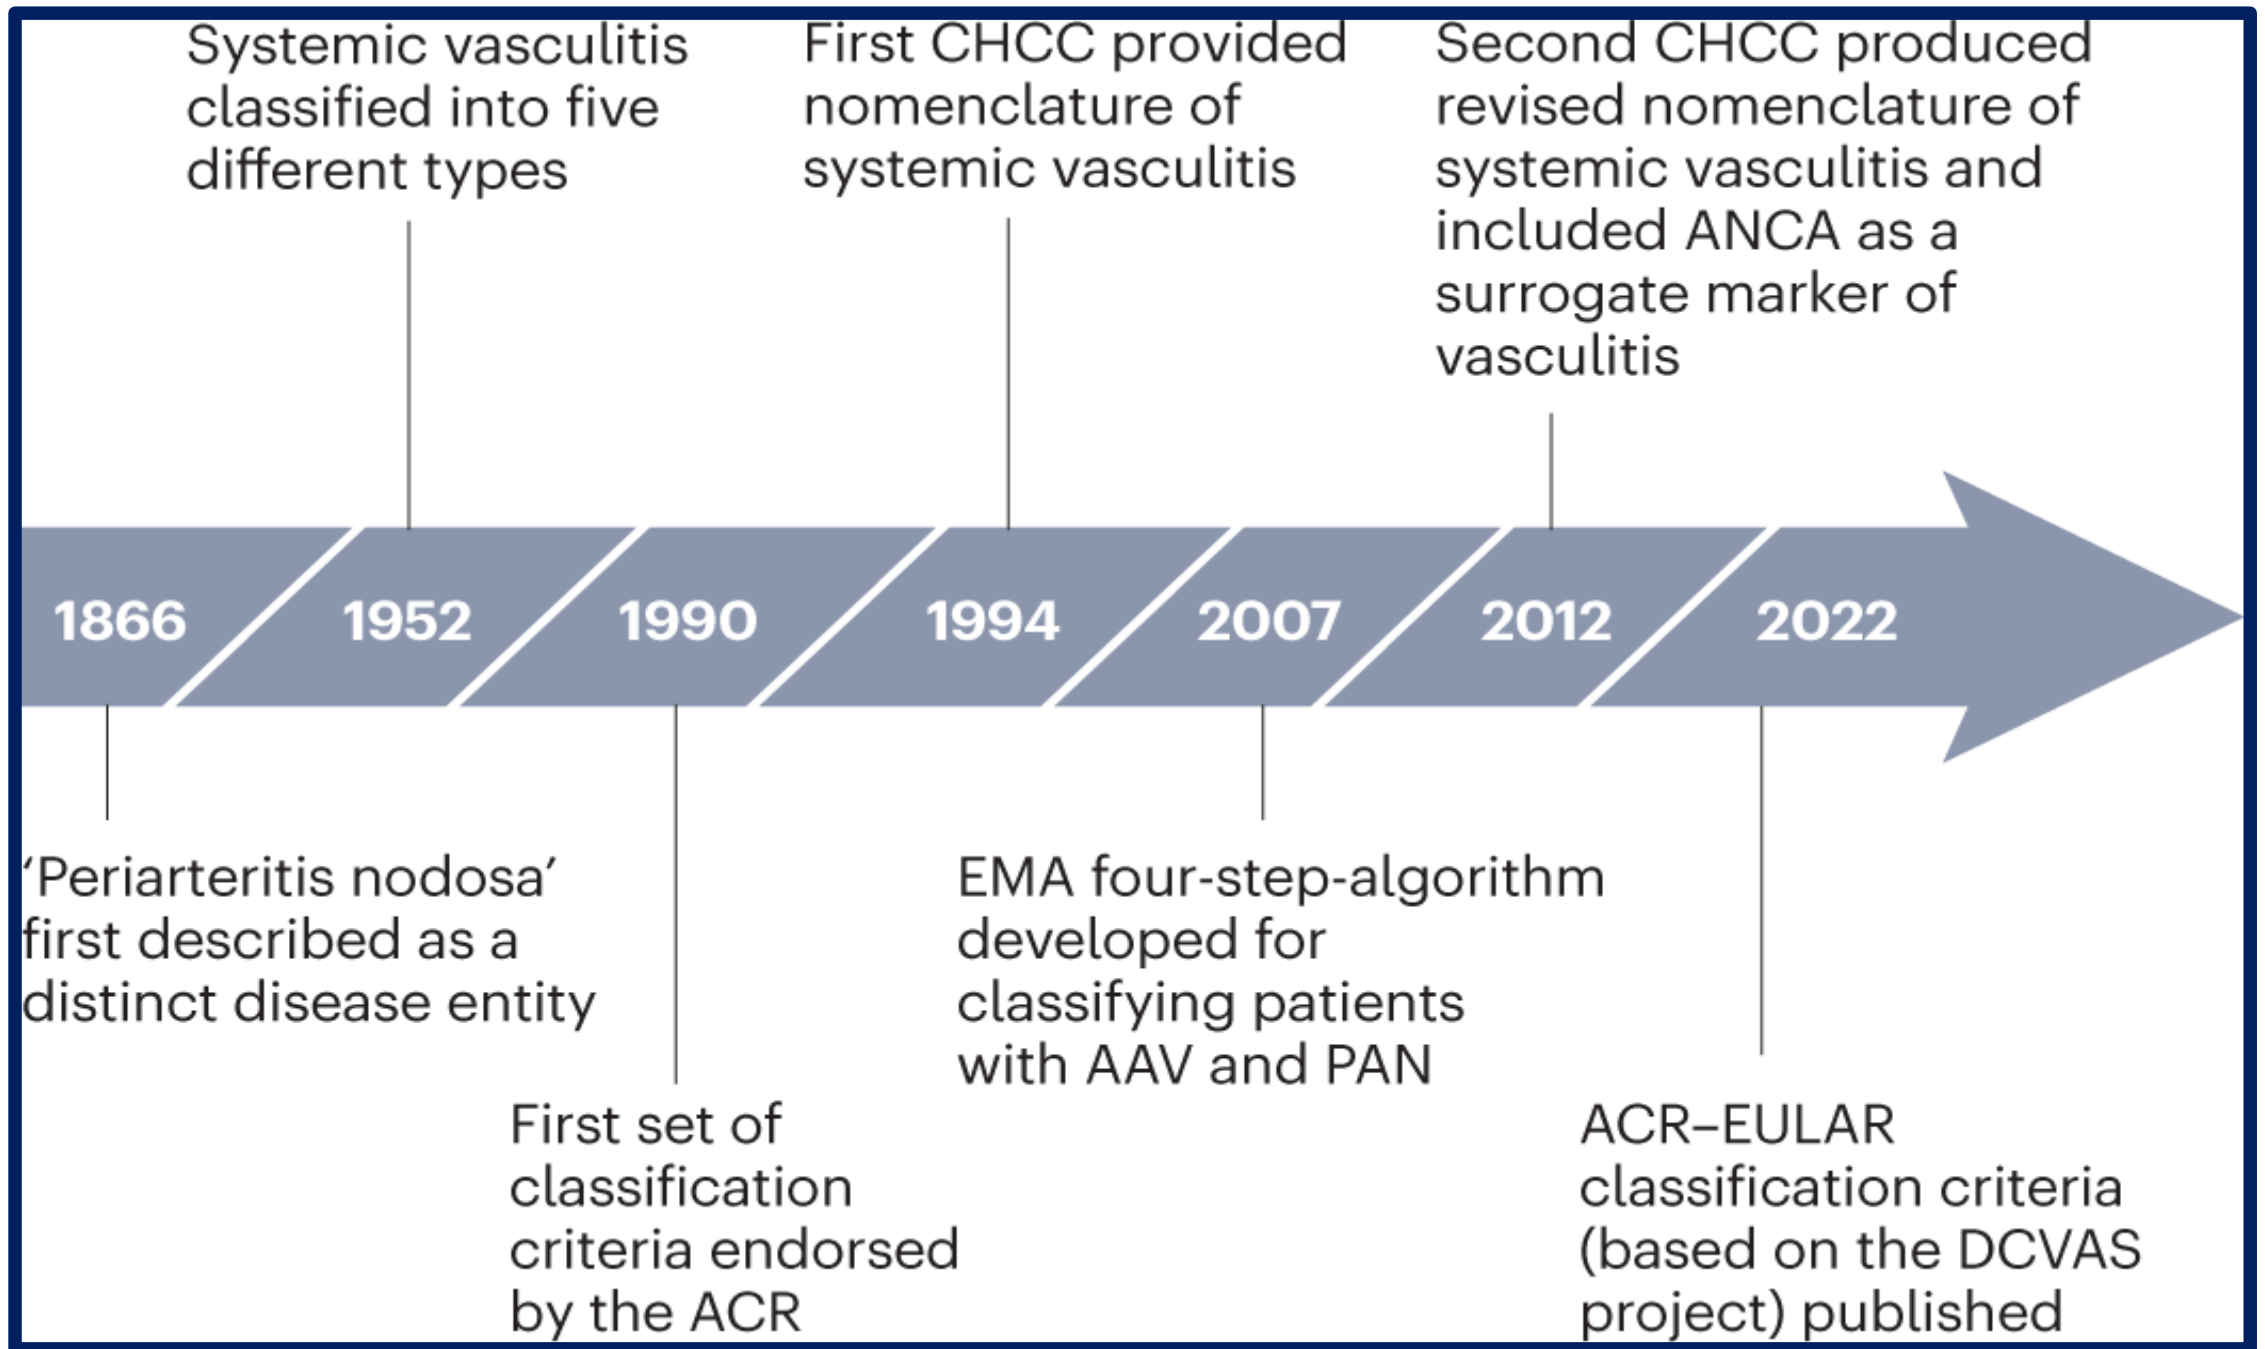 Systemic vasculitis
classified into five
different types
First CHCC provided
nomenclature of
systemic vasculitis
Second CHCC produced
revised nomenclature of
systemic vasculitis and
included ANCA as a
surrogate marker of
vasculitis
1866
1952
1990
1994
2007
2012
2022
‘Periarteritis nodosa’
first described as a
distinct disease entity
First set of
classification
criteria endorsed
by the ACR
EMA four-step-algorithm
developed for
classifying patients
with AAV and PAN
ACR–EULAR
classification criteria
(based on the DCVAS
project) published